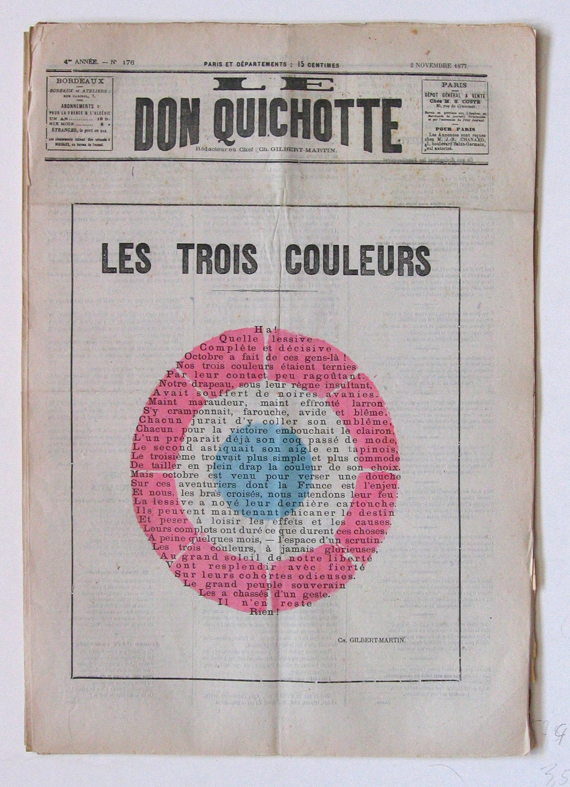 4me ANNÉE. — N° 176
PARIS ET DÉPARTEMENTS : 15 CENTIMES
2 NOVEMBRE 1877
BORDEAUX
BUREAUX ET ATELIERS :
ABONNEMENTS :
POUR LA FRANCE & L'ALGÉRIE
UN AN
SIX MOIS
ÉTRANGER, le port en sus.
LE
DON QUICHOTTE
Rédacteur en Chef : Ch. GILBERT-MARTIN.
PARIS
DÉPOT GÉNÉRAL & VENTE
Chez M. G. COSTE
POUR PARIS
Les Annonces sont reçues
LES TROIS COULEURS
Ha!
Quelle lessive
Complète et décisive
Octobre a fait de ces gens-là !
Nos trois couleurs étaient ternies
Par leur contact peu ragoûtant.
Notre drapeau, sous leur règne insultant,
Avait souffert de noires avanies.
Maint maraudeur, maint effronté larron,
S'y cramponnait, farouche, avide et blême.
Chacun jurait d'y coller son emblème,
Chacun pour la victoire embouchait le clairon.
L'un préparait déjà son coq passé de mode,
Le second astiquait son aigle en tapinois,
Le troisième trouvait plus simple et plus commode
De tailler en plein drap la couleur de son choix.
Mais octobre est venu pour verser une douche
Sur ces aventuriers dont la France est l'enjeu.
Et nous, les bras croisés, nous attendons leur feu.
La lessive a noyé leur dernière cartouche.
Ils peuvent maintenant chicaner le destin
Et peser à loisir les effets et les causes.
Leurs complots ont duré ce que durent ces choses,
A peine quelques mois, — l'espace d'un scrutin.
Les trois couleurs, à jamais glorieuses,
Au grand soleil de notre liberté
Vont resplendir avec fierté
Sur leurs cohortes odieuses.
Le grand peuple souverain
Les a chassés d'un geste.
Il n'en reste
Rien!
Ch. GILBERT-MARTIN.